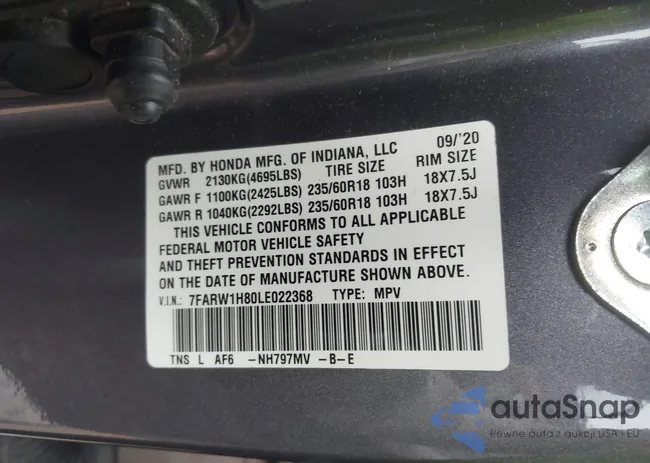 MFD. BY HONDA MFG. OF INDIANA, LLC 09/'20
GVWR 2130KG(4695LBS) TIRE SIZE RIM SIZE
GAWR F 1100KG(2425LBS) 235/60R18 103H 18X7.5J
GAWR R 1040KG(2292LBS) 235/60R18 103H 18X7.5J
THIS VEHICLE CONFORMS TO ALL APPLICABLE
FEDERAL MOTOR VEHICLE SAFETY
AND THEFT PREVENTION STANDARDS IN EFFECT
ON THE DATE OF MANUFACTURE SHOWN ABOVE.
V.I.N.: 7FARW1H80LE022368 TYPE: MPV
TNS L AF6 -NH797MV -B-E
autaSnap
Pewne auta z aukcji USA i EU